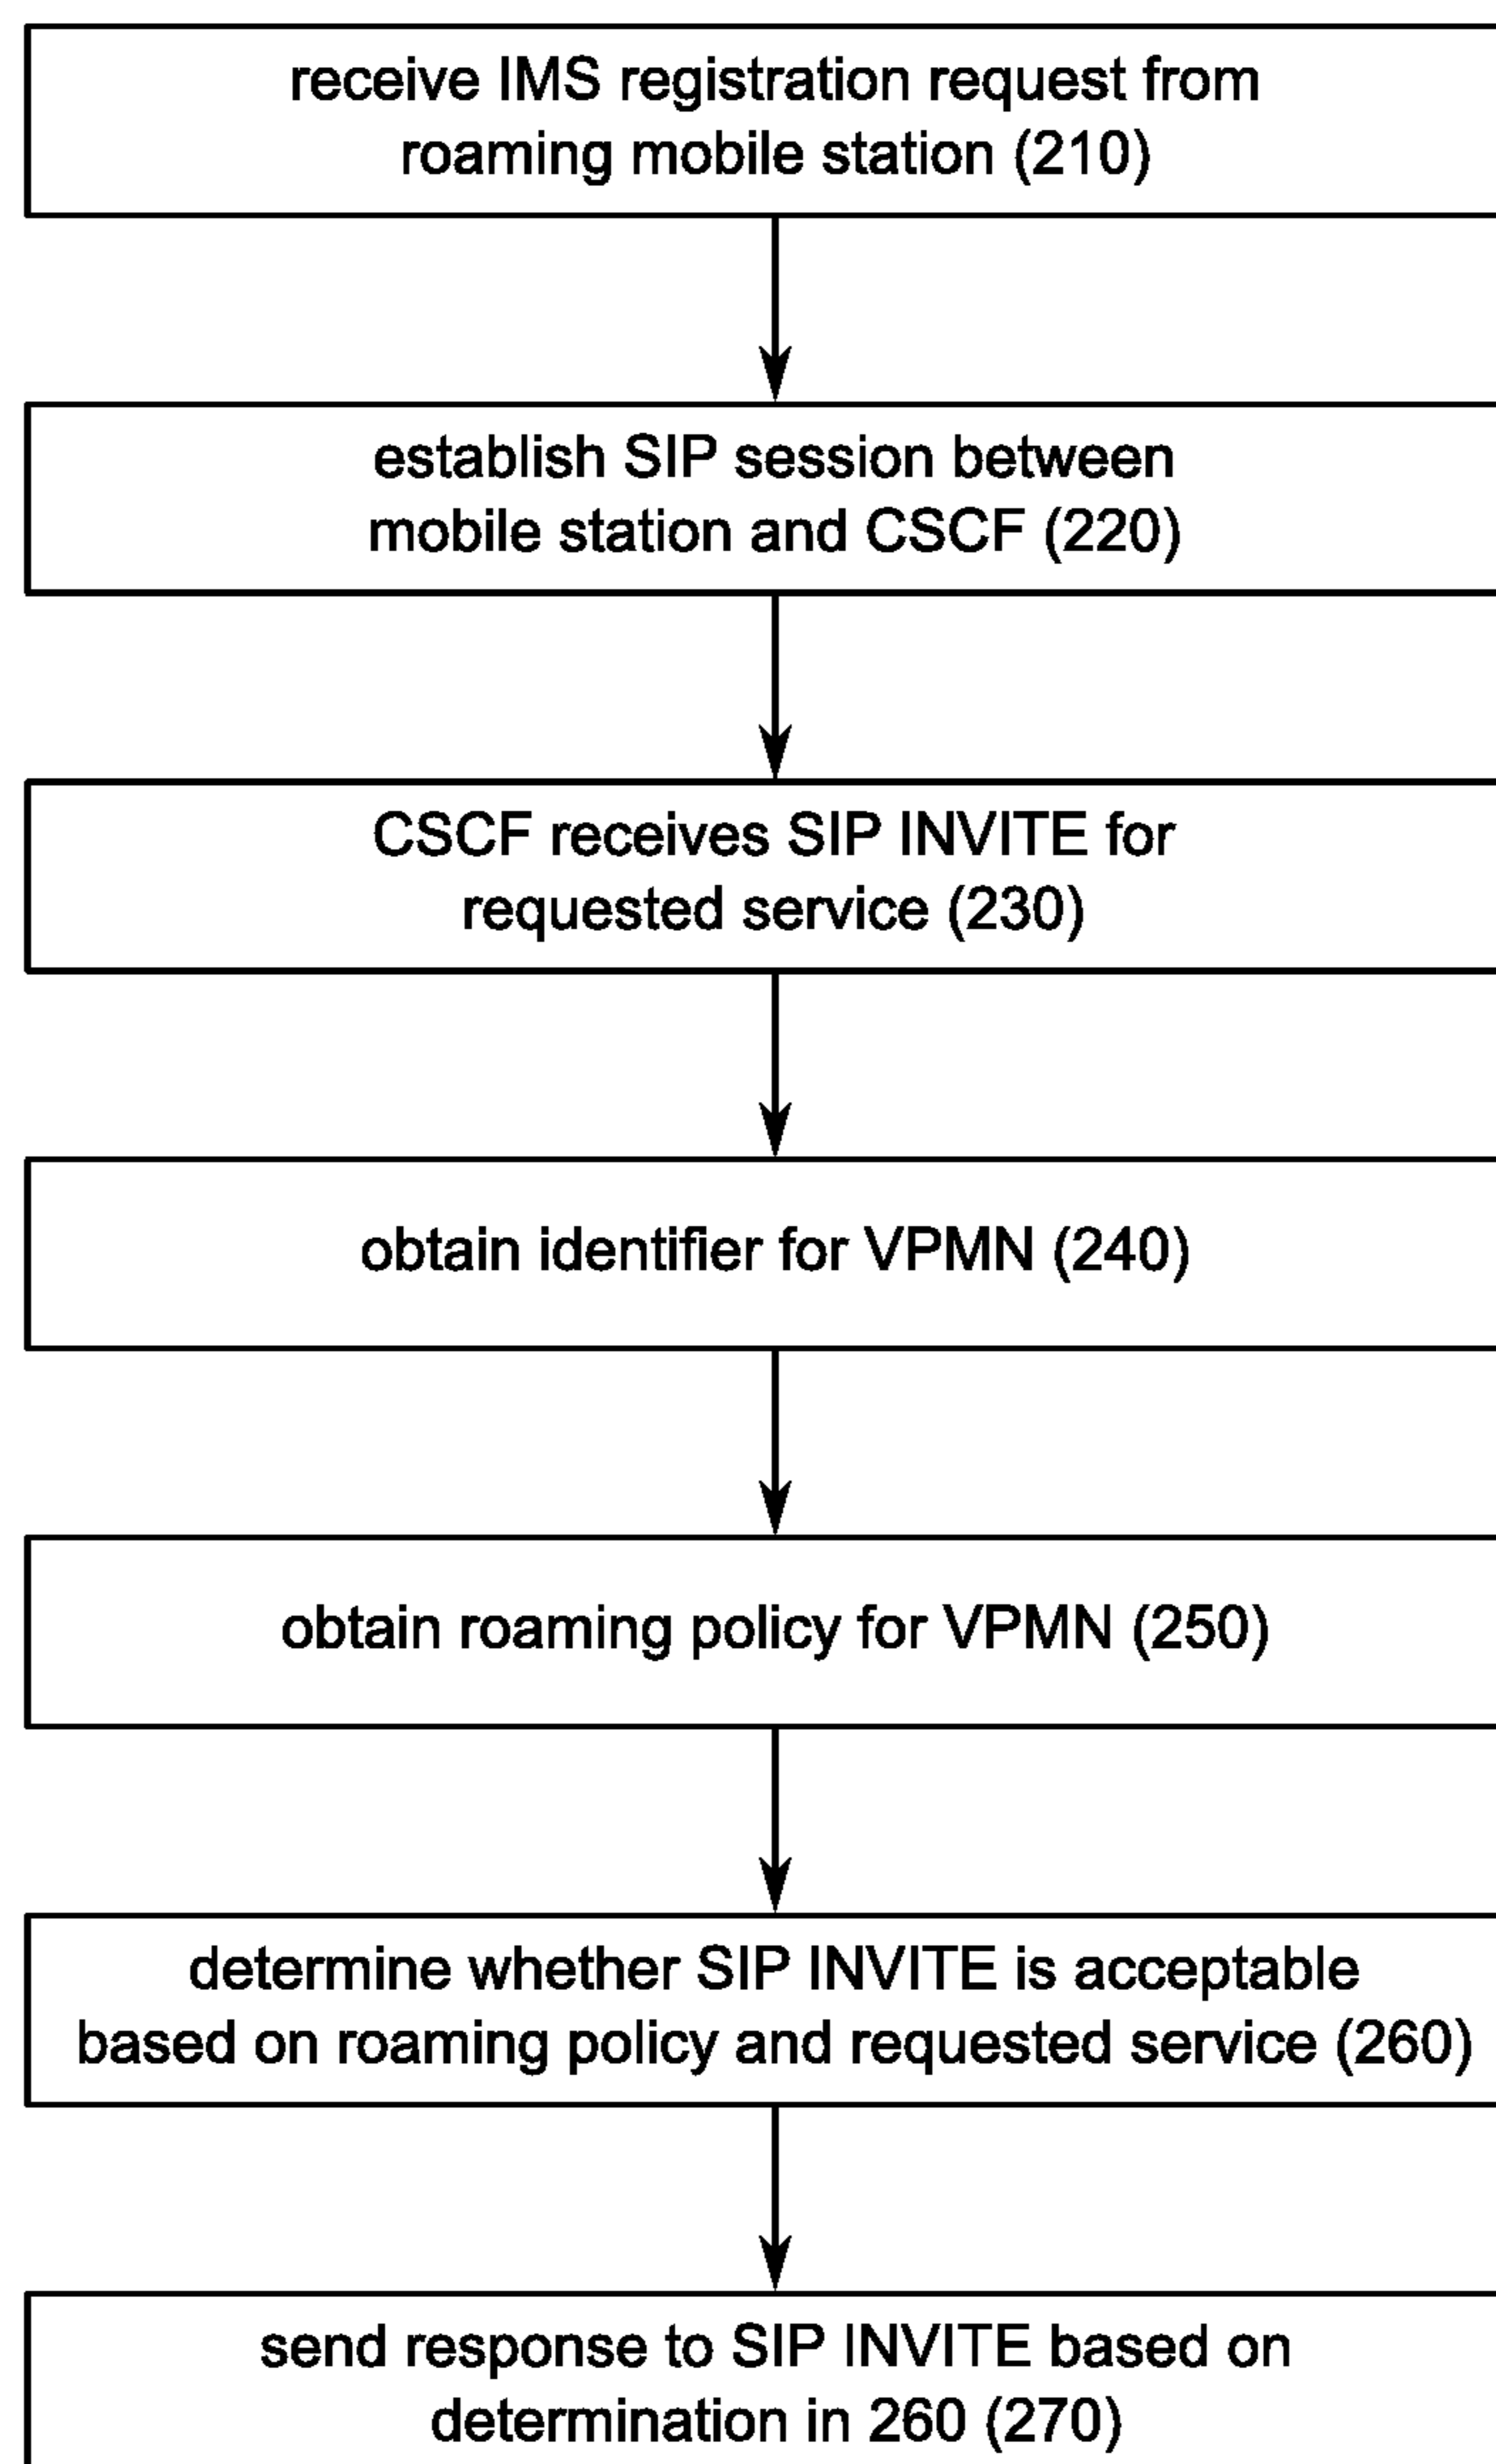 receive IMS registration request from
roaming mobile station (210)
establish SIP session between
mobile station and CSCF (220)
CSCF receives SIP INVITE for
requested service (230)
obtain identifier for VPMN (240)
obtain roaming policy for VPMN (250)
determine whether SIP INVITE is acceptable
based on roaming policy and requested service (260)
send response to SIP INVITE based on
determination in 260 (270)